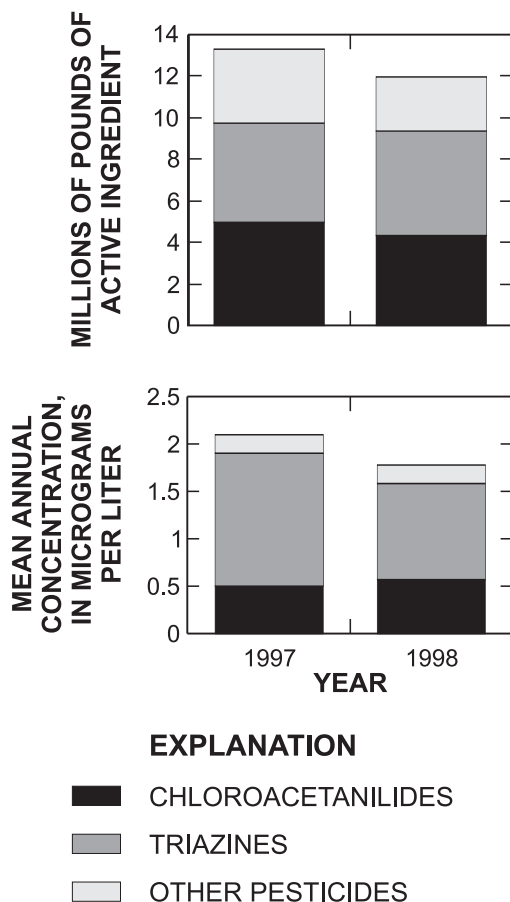 MILLIONS OF POUNDS OF
ACTIVE INGREDIENT
14
12
10
8
6
4
2
0
MEAN ANNUAL
CONCENTRATION,
IN MICROGRAMS
PER LITER
2.5
2
1.5
1
0.5
0
1997 1998
YEAR
EXPLANATION
CHLOROACETANILIDES
TRIAZINES
OTHER PESTICIDES